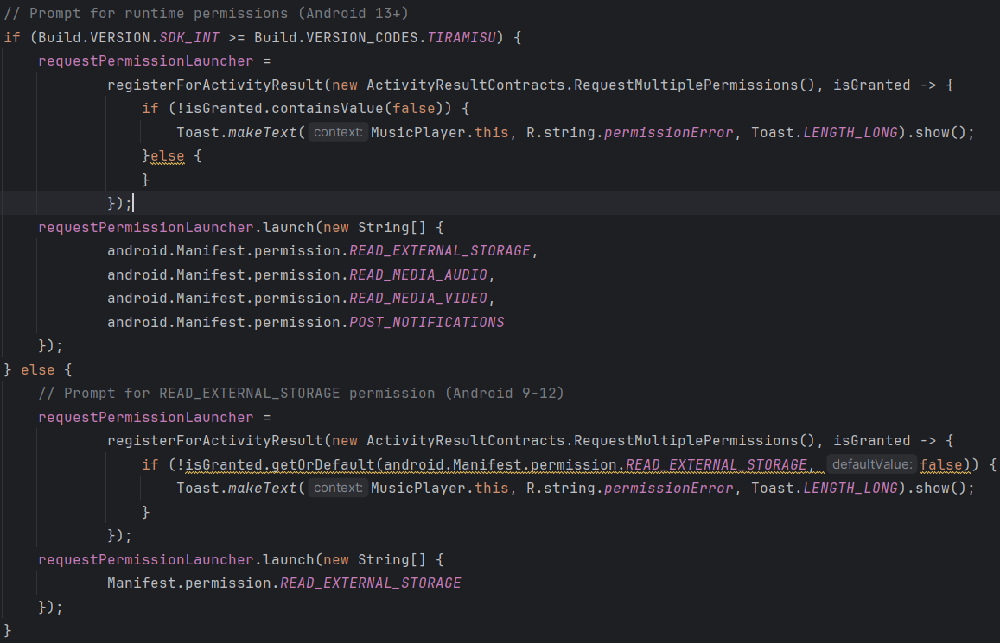 // Prompt for runtime permissions (Android 13+)
if (Build.VERSION.SDK_INT >= Build.VERSION_CODES.TIRAMISU) {
    requestPermissionLauncher =
            registerForActivityResult(new ActivityResultContracts.RequestMultiplePermissions(), isGranted -> {
                if (!isGranted.containsValue(false)) {
                    Toast.makeText( context: MusicPlayer.this, R.string.permissionError, Toast.LENGTH_LONG).show();
                }else {
                }
            });
    requestPermissionLauncher.launch(new String[] {
            android.Manifest.permission.READ_EXTERNAL_STORAGE,
            android.Manifest.permission.READ_MEDIA_AUDIO,
            android.Manifest.permission.READ_MEDIA_VIDEO,
            android.Manifest.permission.POST_NOTIFICATIONS
    });
} else {
    // Prompt for READ_EXTERNAL_STORAGE permission (Android 9-12)
    requestPermissionLauncher =
            registerForActivityResult(new ActivityResultContracts.RequestMultiplePermissions(), isGranted -> {
                if (!isGranted.getOrDefault(android.Manifest.permission.READ_EXTERNAL_STORAGE, defaultValue: false)) {
                    Toast.makeText( context: MusicPlayer.this, R.string.permissionError, Toast.LENGTH_LONG).show();
                }
            });
    requestPermissionLauncher.launch(new String[] {
            Manifest.permission.READ_EXTERNAL_STORAGE
    });
}